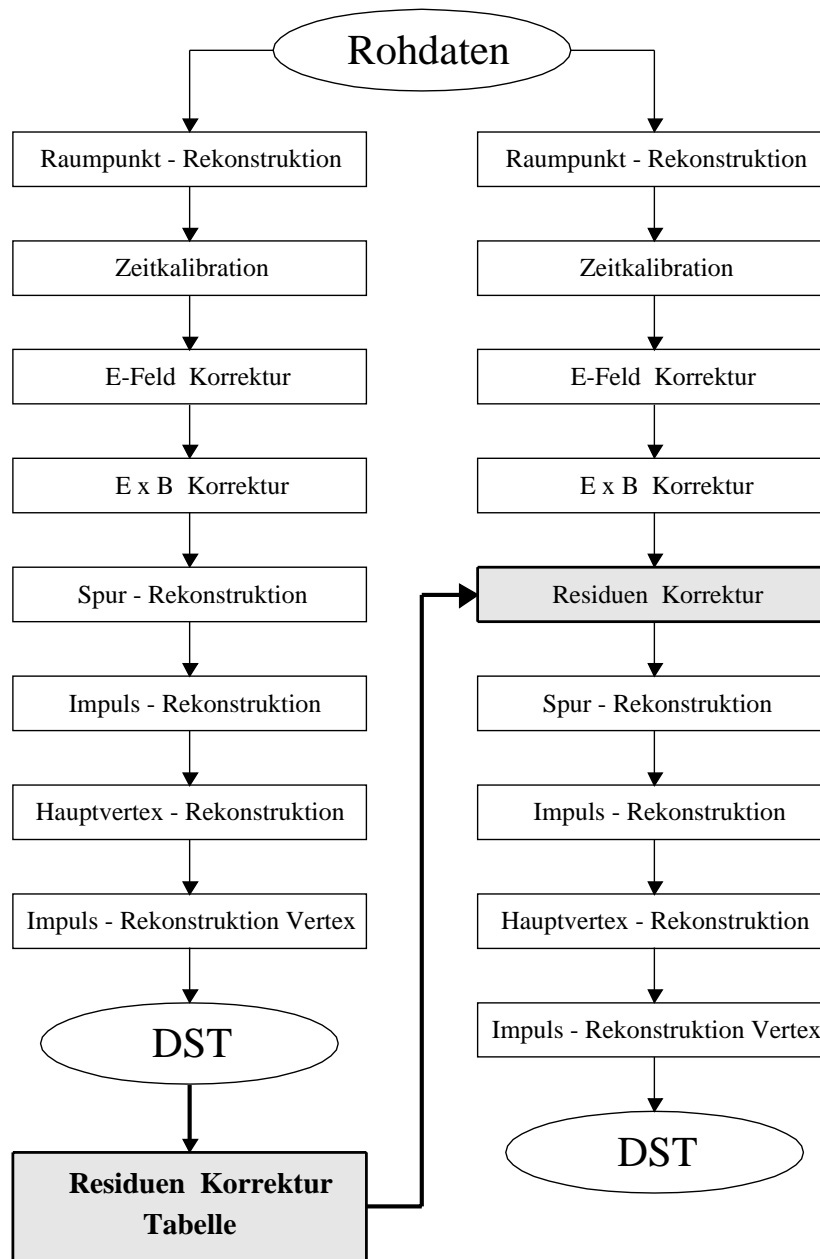 Rohdaten
Raumpunkt - Rekonstruktion
Zeitkalibration
E-Feld Korrektur
E x B Korrektur
Spur - Rekonstruktion
Impuls - Rekonstruktion
Hauptvertex - Rekonstruktion
Impuls - Rekonstruktion Vertex
DST
Residuen Korrektur
Tabelle
Raumpunkt - Rekonstruktion
Zeitkalibration
E-Feld Korrektur
E x B Korrektur
Residuen Korrektur
Spur - Rekonstruktion
Impuls - Rekonstruktion
Hauptvertex - Rekonstruktion
Impuls - Rekonstruktion Vertex
DST